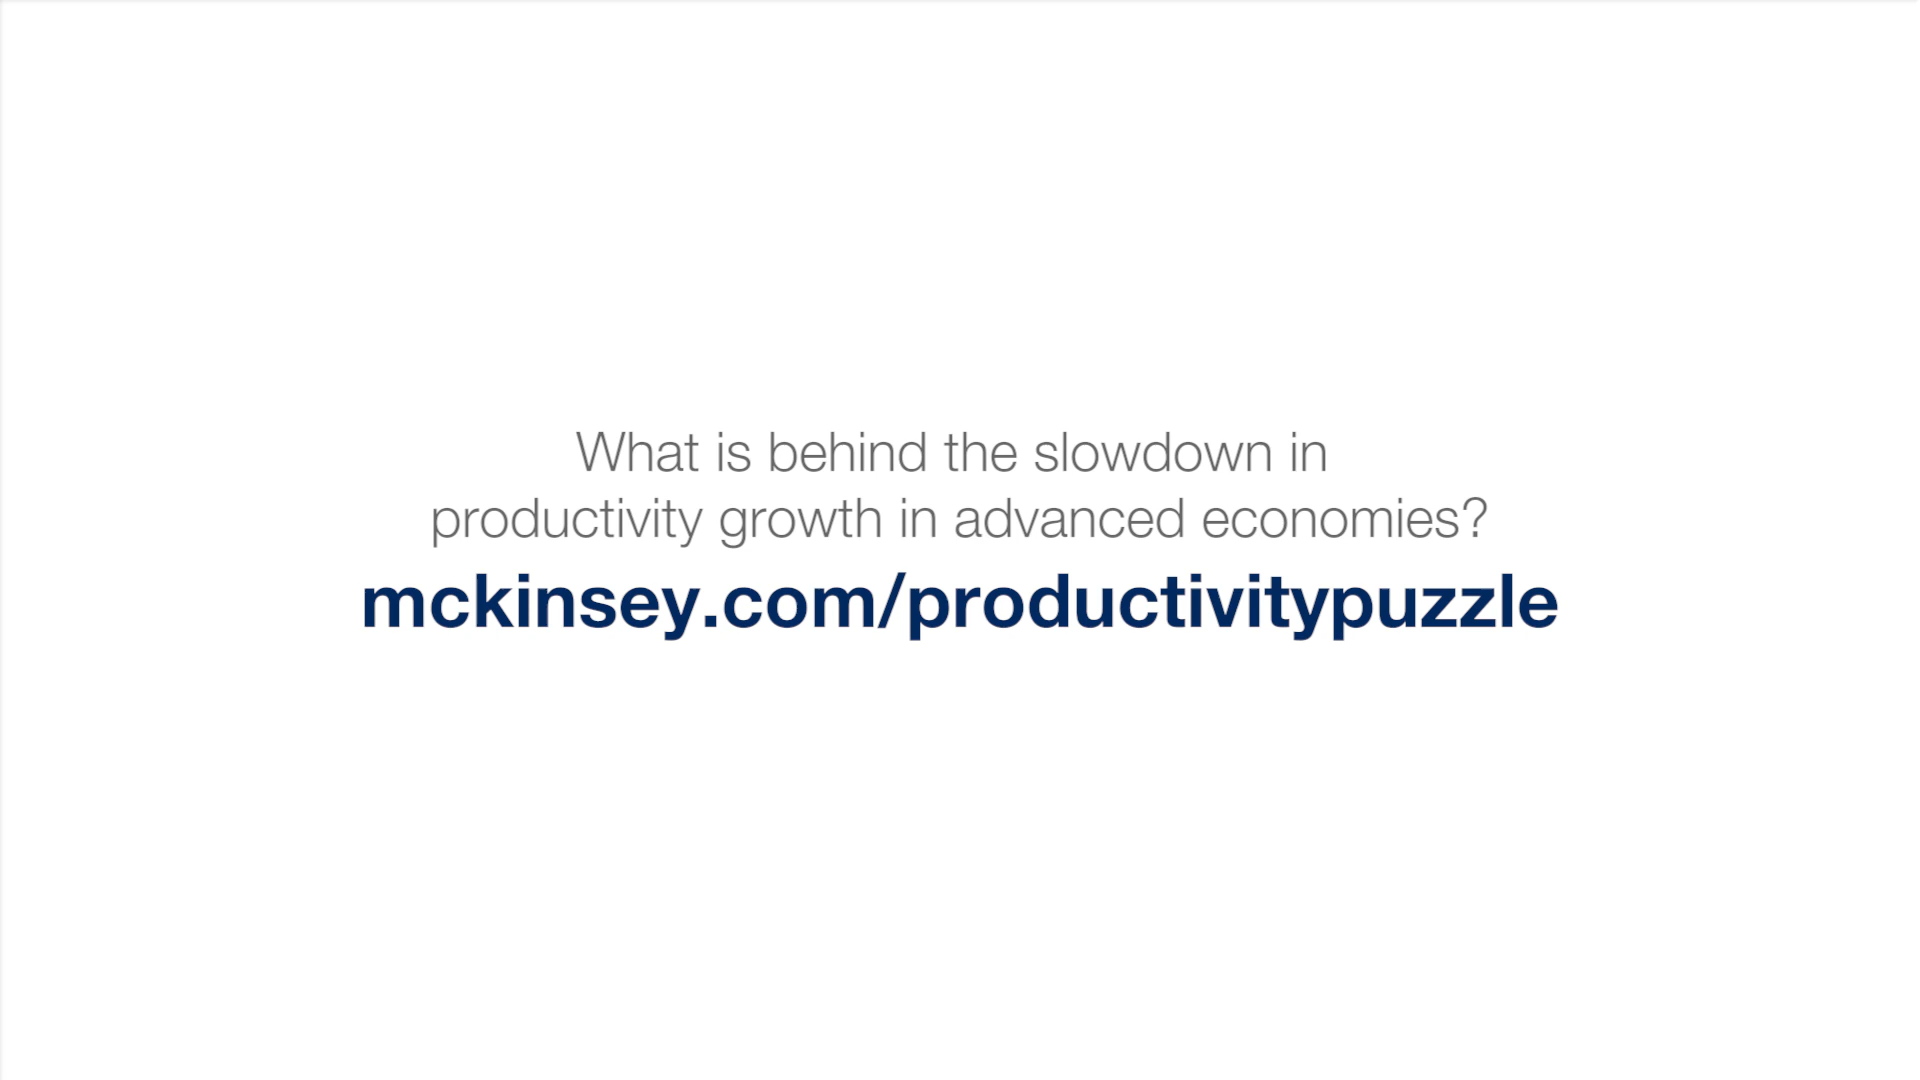 What is behind the slowdown in
productivity growth in advanced economies?
mckinsey.com/productivitypuzzle